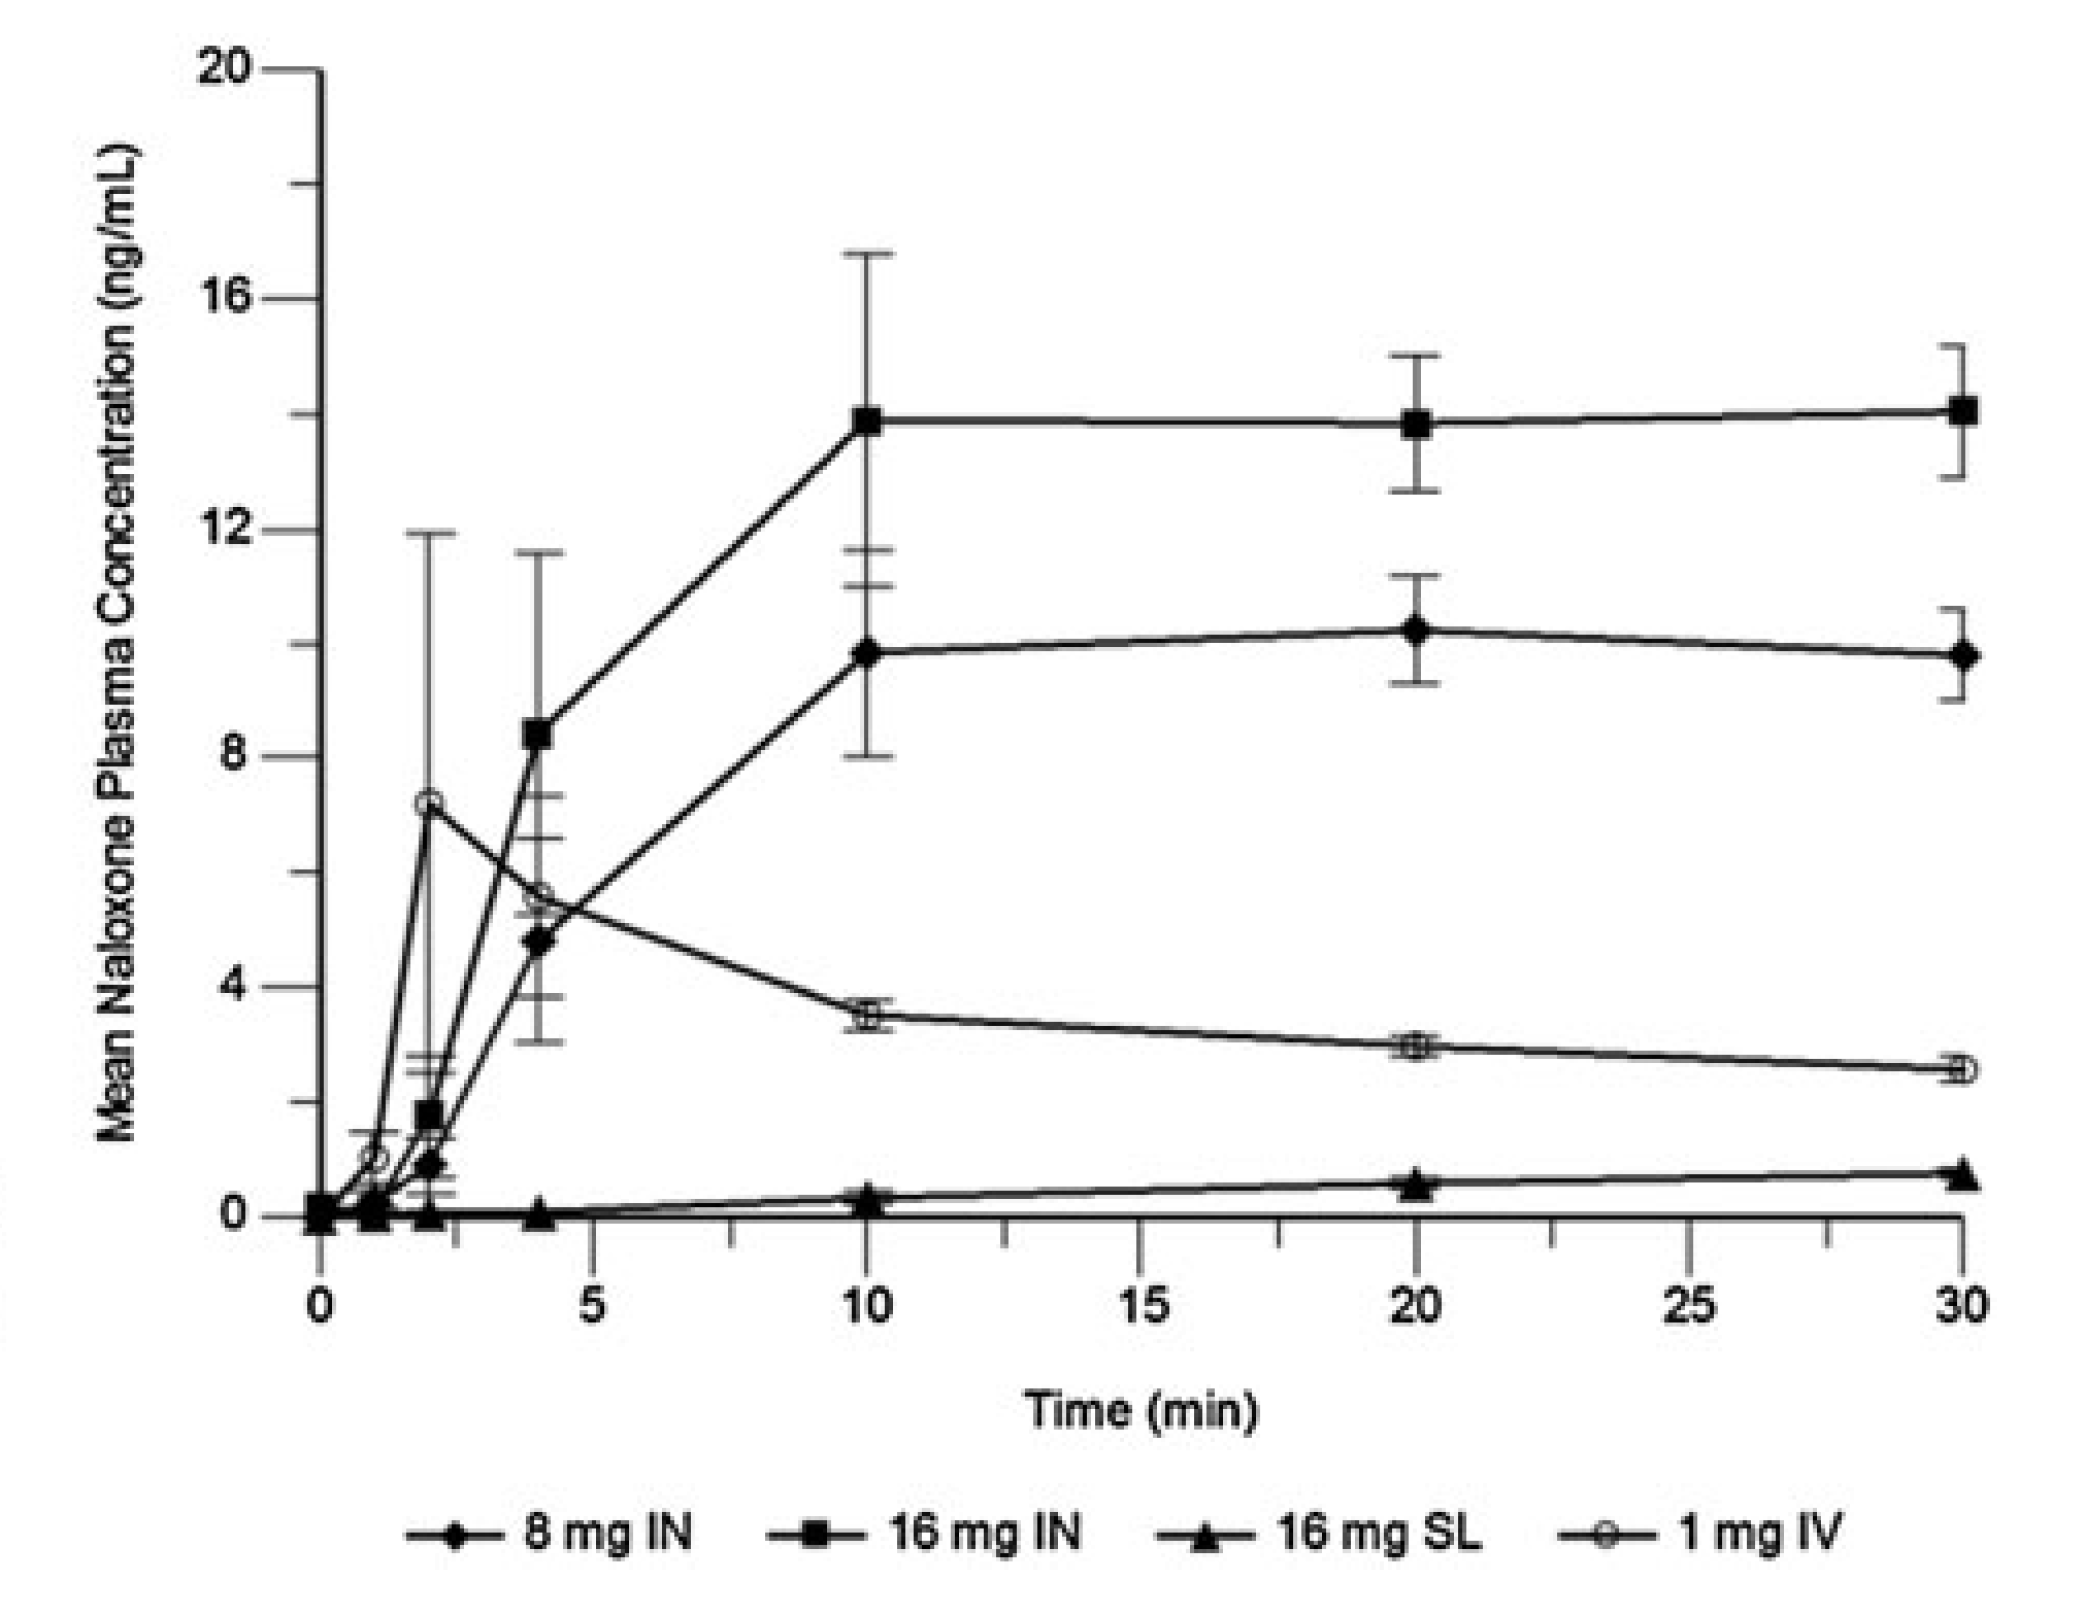 20
16
12
8
4
0
Mean Naloxone Plasma Concentration (ng/mL)
0 5 10 15 20 25 30
Time (min)
8 mg IN 16 mg IN 16 mg SL 1 mg IV